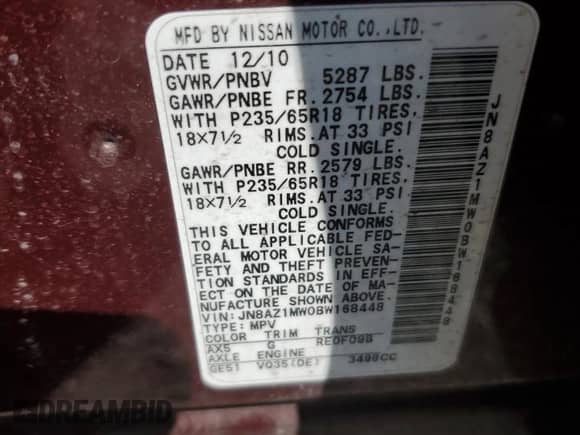 MFD BY NISSAN MOTOR CO.,LTD.
DATE 12/10
GVWR/PNBV 5287 LBS.
GAWR/PNBE FR. 2754 LBS.
WITH P235/65R18 TIRES,
18X7½ RIMS.AT 33 PSI
COLD SINGLE.
GAWR/PNBE RR. 2579 LBS.
WITH P235/65R18 TIRES.
18X7½ RIMS.AT 33 PSI
COLD SINGLE.
THIS VEHICLE CONFORMS
TO ALL APPLICABLE FED-
ERAL MOTOR VEHICLE SA-
FETY AND THEFT PREVEN-
TION STANDARDS IN EFF-
ECT ON THE DATE OF MA-
NUFACTURE SHOWN ABOVE.
VIN: JN8AZ1MW0BW168448
TYPE: MPV
COLOR TRIM TRANS
AX5 G RE0F09B
AXLE ENGINE
GE51 VQ35(DE) 3498CC
JN8AZ1MW0BW168448
DREAMBID